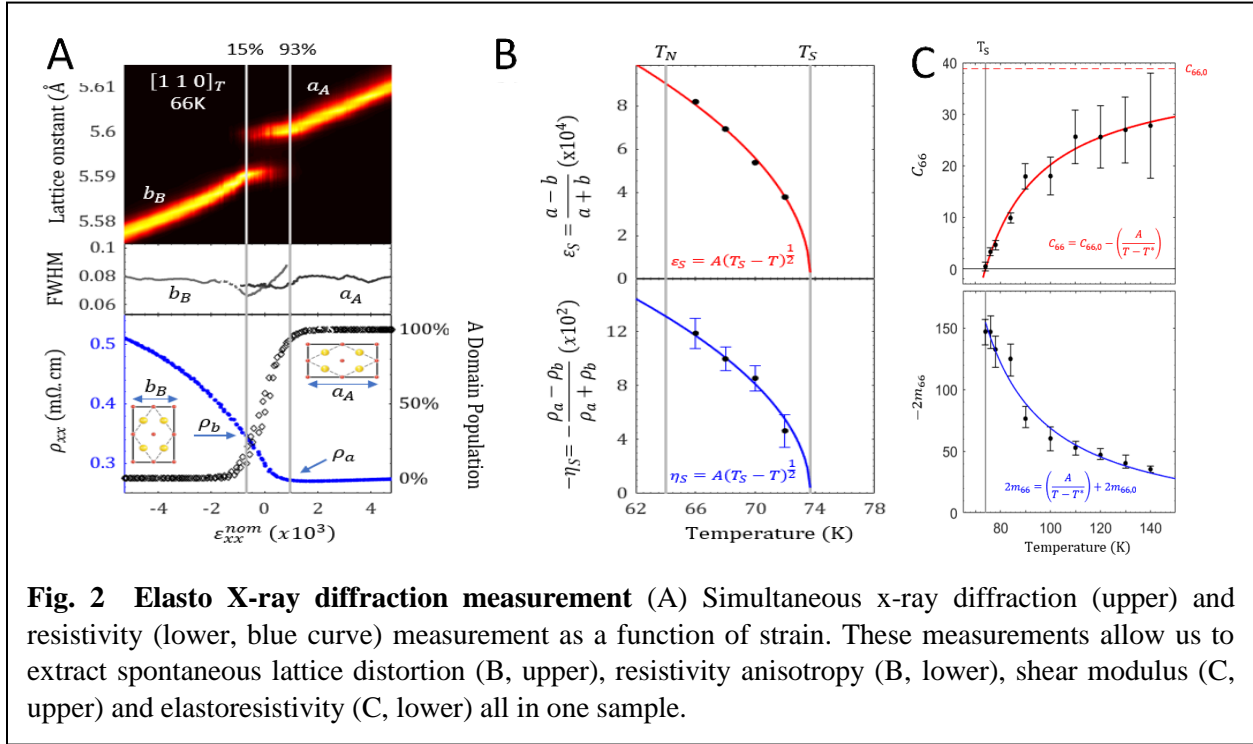 A
15% 93%
[1 1 0]T
66K
aA
bB
Lattice onstant (Å
5.61
5.6
5.59
5.58
FWHM
0.1
0.08
0.06
bB
aA
ρxx (mΩ.cm)
0.5
0.4
0.3
bB
aA
ρb
ρa
100%
50%
0%
A Domain Population
-4 -2 0 2 4
εxx^nom (x10³)
B
TN TS
εS = (a − b)/(a + b) (x10⁴)
8
6
4
2
0
εS = A(TS − T)^1/2
−ηS = −(ρa − ρb)/(ρa + ρb) (x10²)
12
8
4
0
ηS = A(TS − T)^1/2
62 66 70 74 78
Temperature (K)
C
TS
C66
40
30
20
10
0
C66,0
C66 = C66,0 − (A/(T − T*))
−2m66
150
100
50
0
2m66 = (A/(T − T*)) + 2m66,0
80 100 120 140
Temperature (K)
Fig. 2 Elasto X-ray diffraction measurement (A) Simultaneous x-ray diffraction (upper) and
resistivity (lower, blue curve) measurement as a function of strain. These measurements allow us to
extract spontaneous lattice distortion (B, upper), resistivity anisotropy (B, lower), shear modulus (C,
upper) and elastoresistivity (C, lower) all in one sample.